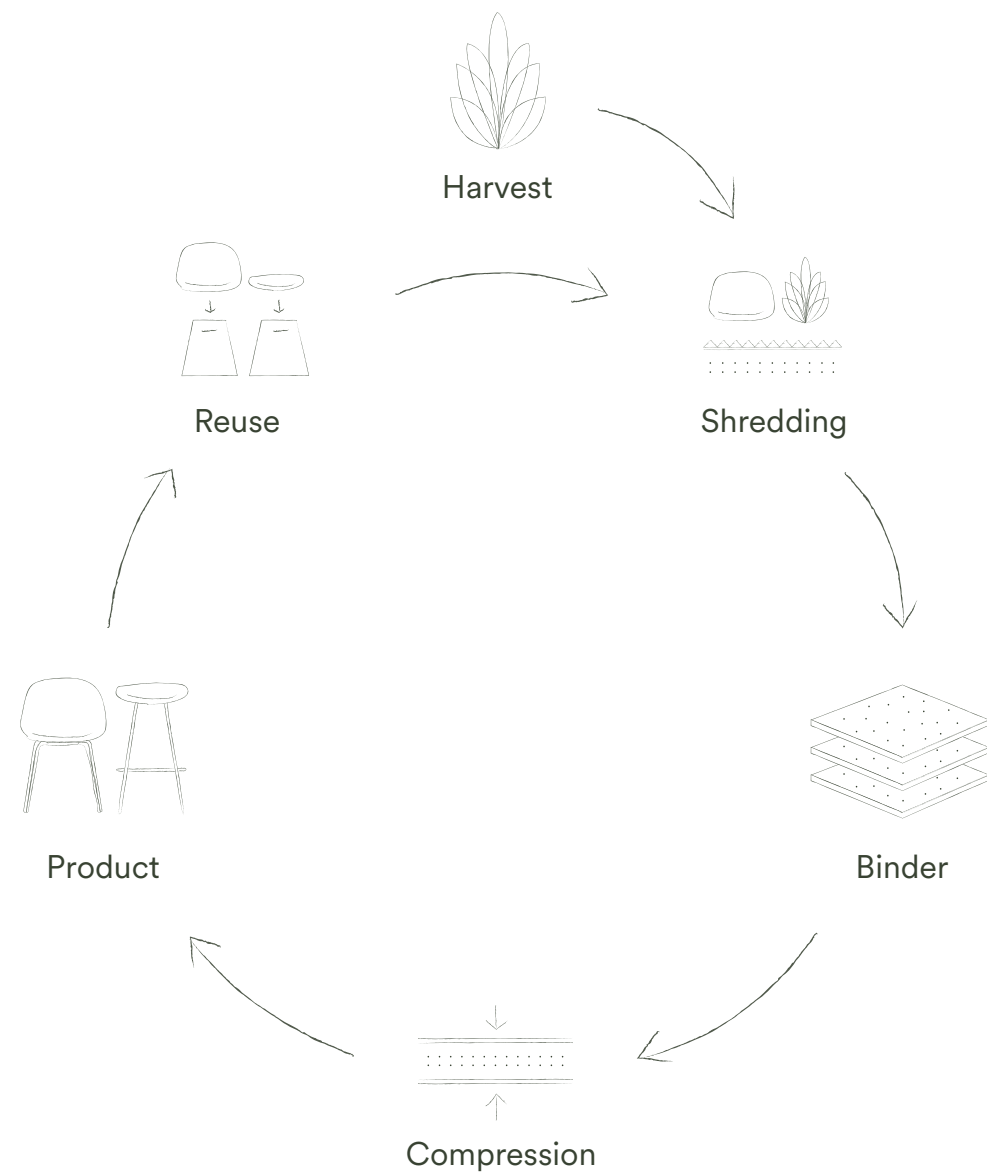 Harvest
Reuse
Shredding
Product
Binder
Compression